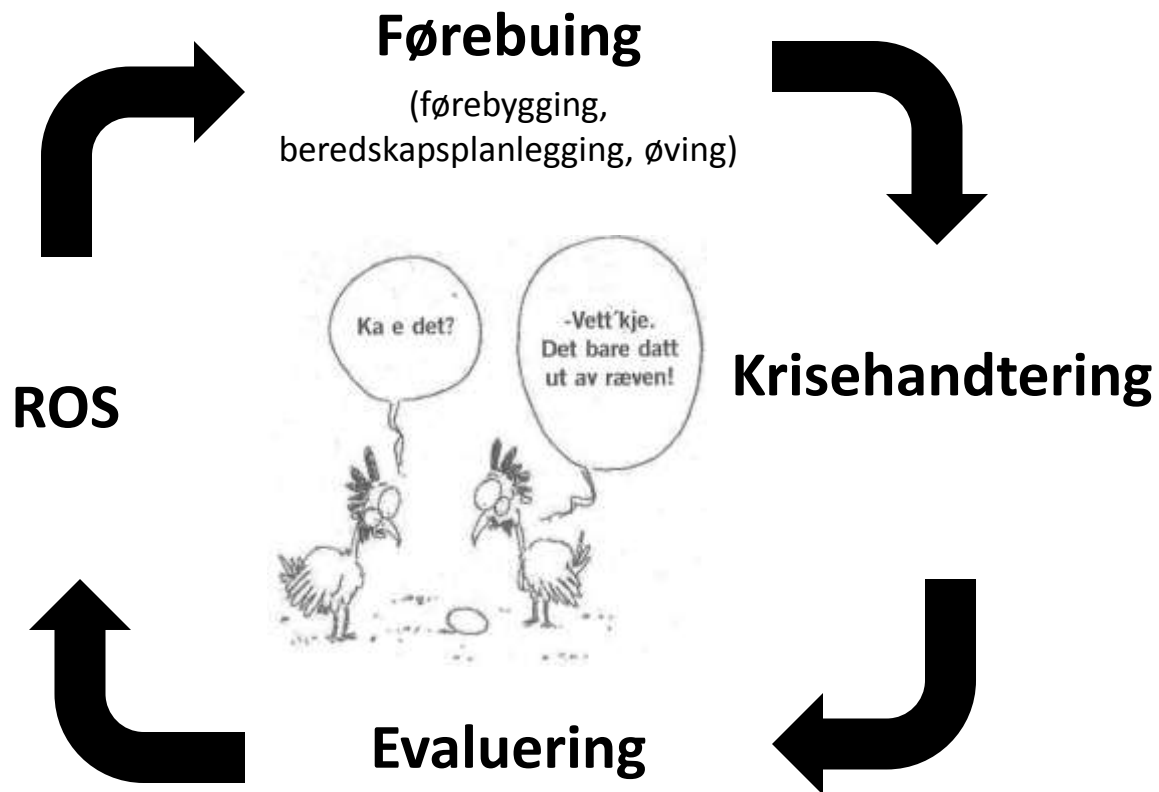 Førebuing
(førebygging,
beredskapsplanlegging, øving)
Ka e det?
-Vett´kje.
Det bare datt
ut av ræven!
ROS
Krisehandtering
Evaluering